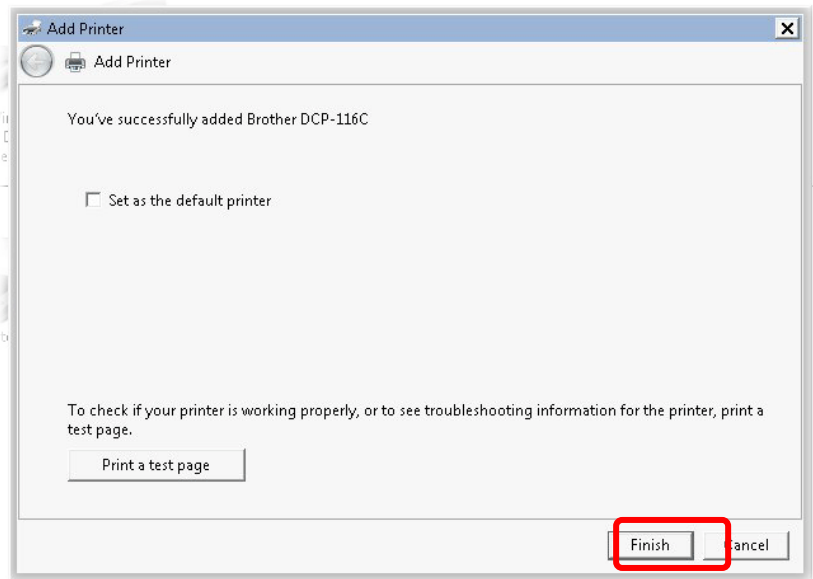 Add Printer
Add Printer
You've successfully added Brother DCP-116C
Set as the default printer
To check if your printer is working properly, or to see troubleshooting information for the printer, print a
test page.
Print a test page
Finish
Cancel